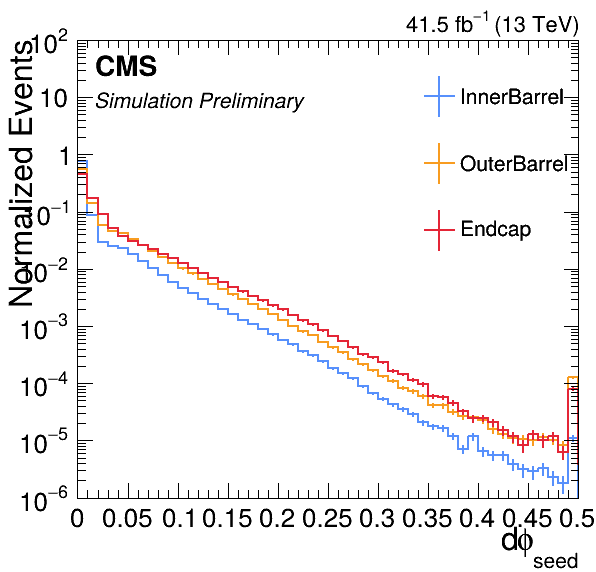 41.5 fb⁻¹ (13 TeV)
CMS
Simulation Preliminary
InnerBarrel
OuterBarrel
Endcap
Normalized Events
10²
10
1
10⁻¹
10⁻²
10⁻³
10⁻⁴
10⁻⁵
10⁻⁶
0 0.05 0.1 0.15 0.2 0.25 0.3 0.35 0.4 0.45 0.5
dϕ_seed